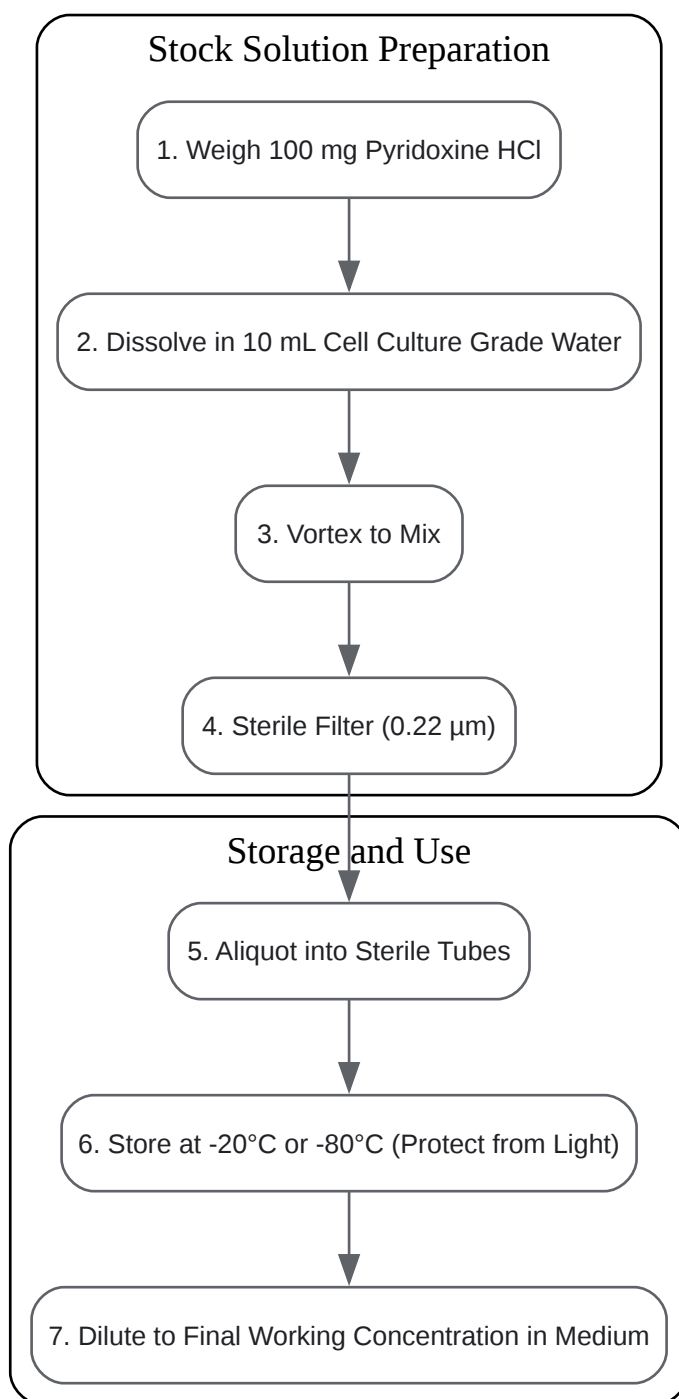 Stock Solution Preparation
1. Weigh 100 mg Pyridoxine HCl
2. Dissolve in 10 mL Cell Culture Grade Water
3. Vortex to Mix
4. Sterile Filter (0.22 µm)
Storage and Use
5. Aliquot into Sterile Tubes
6. Store at -20°C or -80°C (Protect from Light)
7. Dilute to Final Working Concentration in Medium